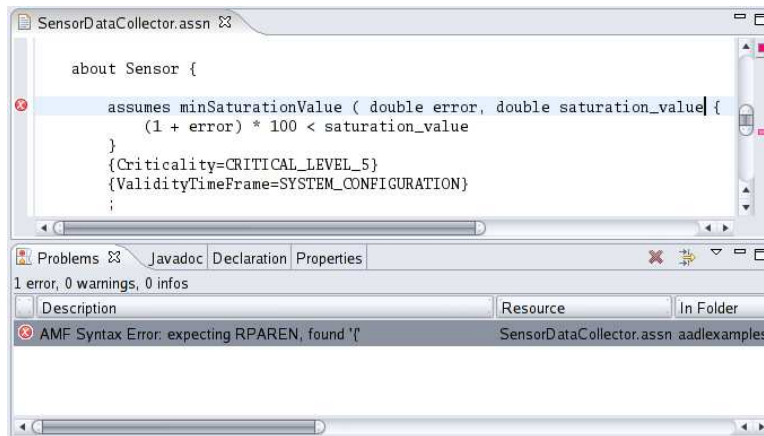 SensorDataCollector.assn
about Sensor {
assumes minSaturationValue ( double error, double saturation_value {
(1 + error) * 100 < saturation_value
}
{Criticality=CRITICAL_LEVEL_5}
{ValidityTimeFrame=SYSTEM_CONFIGURATION}
;
Problems Javadoc Declaration Properties
1 error, 0 warnings, 0 infos
Description Resource In Folder
AMF Syntax Error: expecting RPAREN, found '{' SensorDataCollector.assn aadlexamples